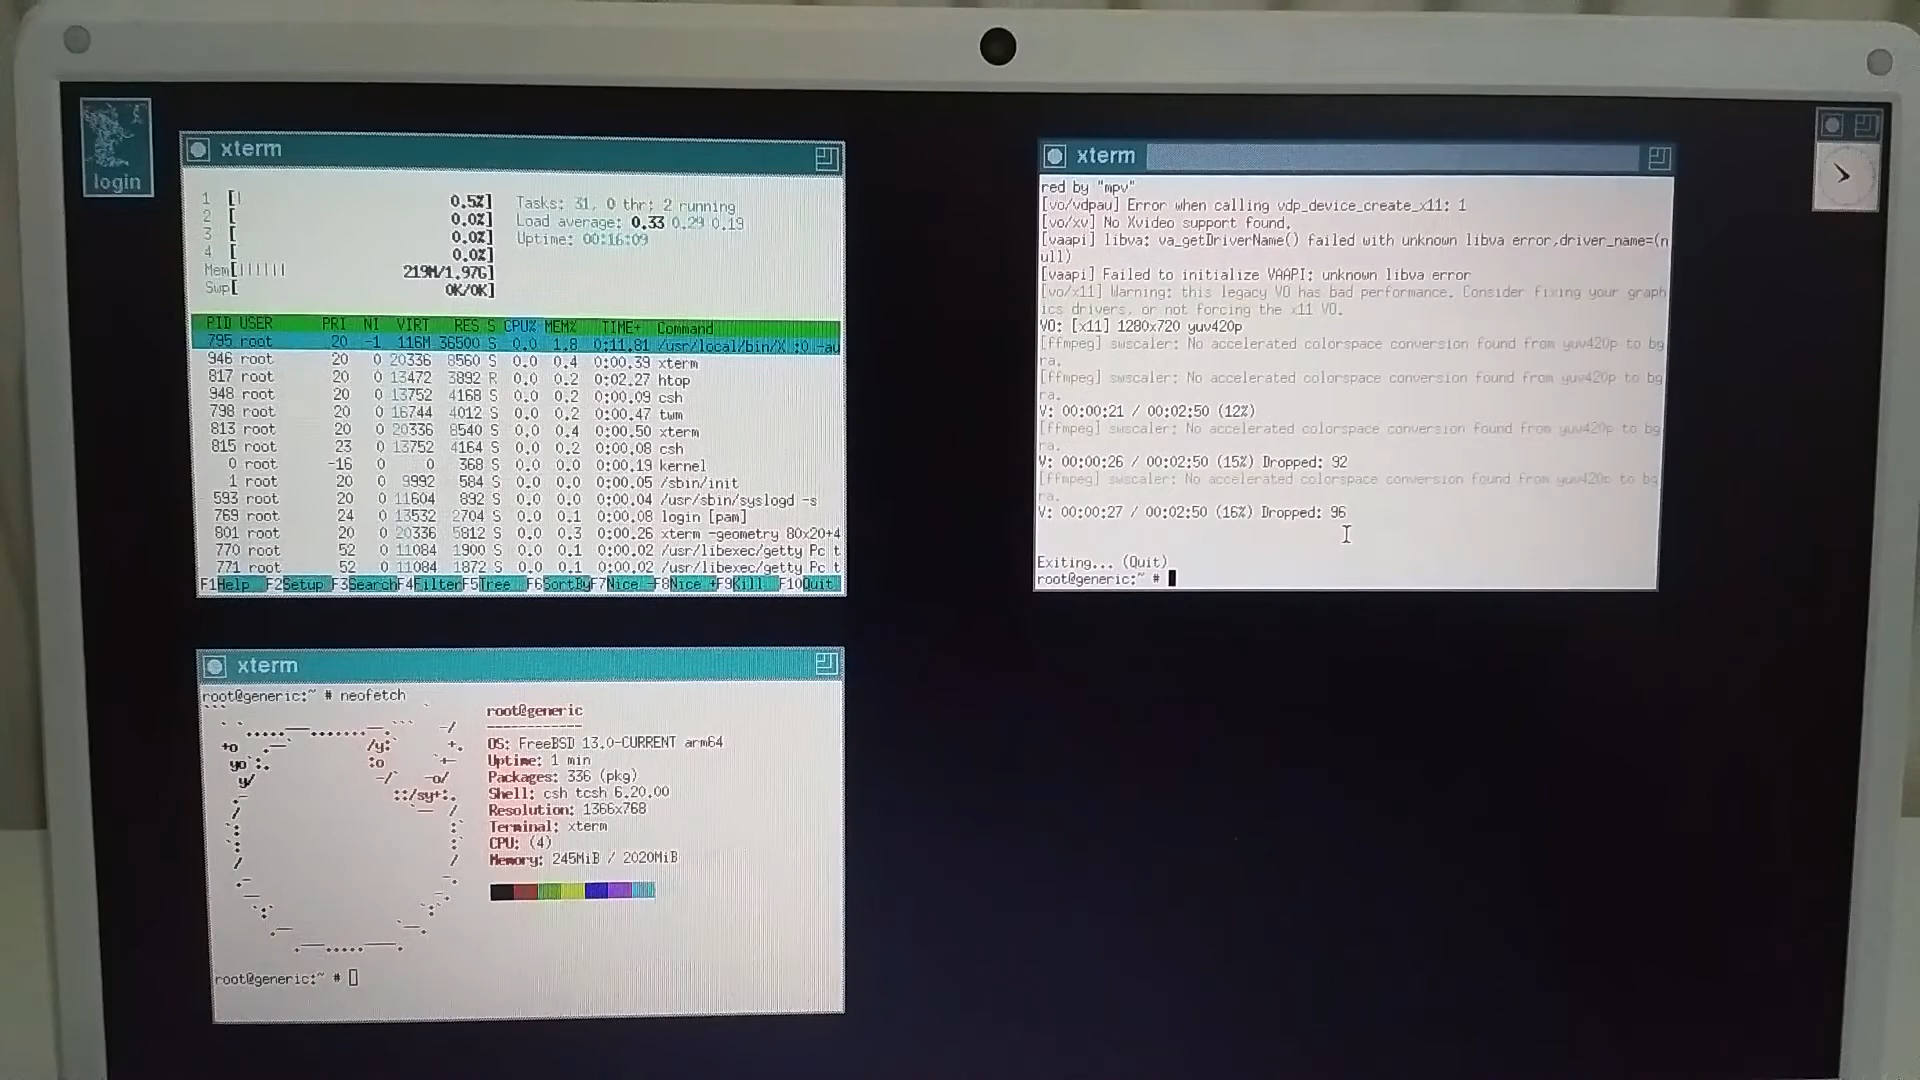 login
xterm
1 [| 0.5%]
2 [ 0.0%]
3 [ 0.0%]
4 [ 0.0%]
Mem[|||||| 219M/1.97G]
Swp[ 0K/0K]
Tasks: 31, 0 thr; 2 running
Load average: 0.33 0.29 0.19
Uptime: 00:16:09
PID USER PRI NI VIRT RES S CPU% MEM% TIME+ Command
795 root 20 -1 116M 36500 S 0.0 1.8 0:11.81 /usr/local/bin/X :0 -au
946 root 20 0 20336 8560 S 0.0 0.4 0:00.39 xterm
817 root 20 0 13472 3892 R 0.0 0.2 0:02.27 htop
948 root 20 0 13752 4168 S 0.0 0.2 0:00.09 csh
798 root 20 0 16744 4012 S 0.0 0.2 0:00.47 twm
813 root 20 0 20336 8540 S 0.0 0.4 0:00.50 xterm
815 root 23 0 13752 4164 S 0.0 0.2 0:00.08 csh
0 root -16 0 0 368 S 0.0 0.0 0:00.19 kernel
1 root 20 0 9992 584 S 0.0 0.0 0:00.05 /sbin/init
593 root 20 0 11604 892 S 0.0 0.0 0:00.04 /usr/sbin/syslogd -s
769 root 24 0 13532 2704 S 0.0 0.1 0:00.08 login [pam]
801 root 20 0 20336 5812 S 0.0 0.3 0:00.26 xterm -geometry 80x20+4
770 root 52 0 11084 1900 S 0.0 0.1 0:00.02 /usr/libexec/getty Pc t
771 root 52 0 11084 1872 S 0.0 0.1 0:00.02 /usr/libexec/getty Pc t
F1Help F2Setup F3SearchF4FilterF5Tree F6SortByF7Nice -F8Nice +F9Kill F10Quit
xterm
red by "mpv"
[vo/vdpau] Error when calling vdp_device_create_x11: 1
[vo/xv] No Xvideo support found.
[vaapi] libva: va_getDriverName() failed with unknown libva error,driver_name=(n
ull)
[vaapi] Failed to initialize VAAPI: unknown libva error
[vo/x11] Warning: this legacy VO has bad performance. Consider fixing your graph
ics drivers, or not forcing the x11 VO.
VO: [x11] 1280x720 yuv420p
[ffmpeg] swscaler: No accelerated colorspace conversion found from yuv420p to bg
ra.
[ffmpeg] swscaler: No accelerated colorspace conversion found from yuv420p to bg
ra.
V: 00:00:21 / 00:02:50 (12%)
[ffmpeg] swscaler: No accelerated colorspace conversion found from yuv420p to bg
ra.
V: 00:00:26 / 00:02:50 (15%) Dropped: 92
[ffmpeg] swscaler: No accelerated colorspace conversion found from yuv420p to bg
ra.
V: 00:00:27 / 00:02:50 (16%) Dropped: 96
Exiting... (Quit)
root@generic:~ #
xterm
root@generic:~ # neofetch
root@generic
------------
OS: FreeBSD 13.0-CURRENT arm64
Uptime: 1 min
Packages: 336 (pkg)
Shell: csh tcsh 6.20.00
Resolution: 1366x768
Terminal: xterm
CPU: (4)
Memory: 245MiB / 2020MiB
root@generic:~ #